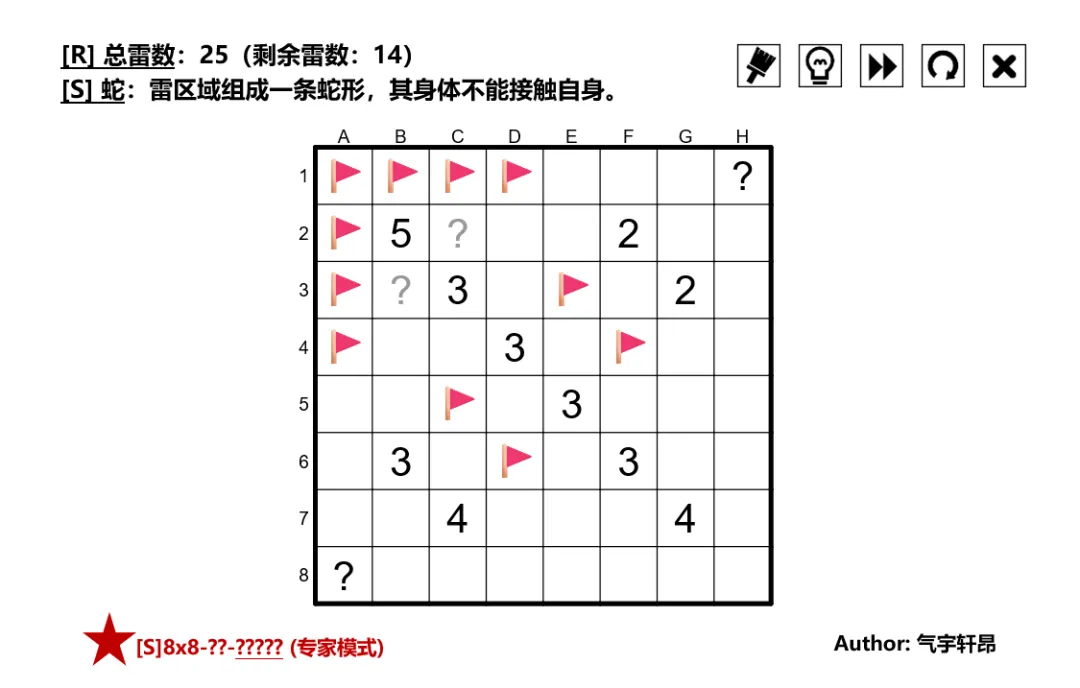 [R] 总雷数：25（剩余雷数：14）
[S] 蛇：雷区域组成一条蛇形，其身体不能接触自身。
A B C D E F G H
1 ?
2 5 ? 2
3 ? 3 2
4 3
5 3
6 3 3
7 4 4
8 ?
[S]8x8-??-????? (专家模式)
Author: 气宇轩昂